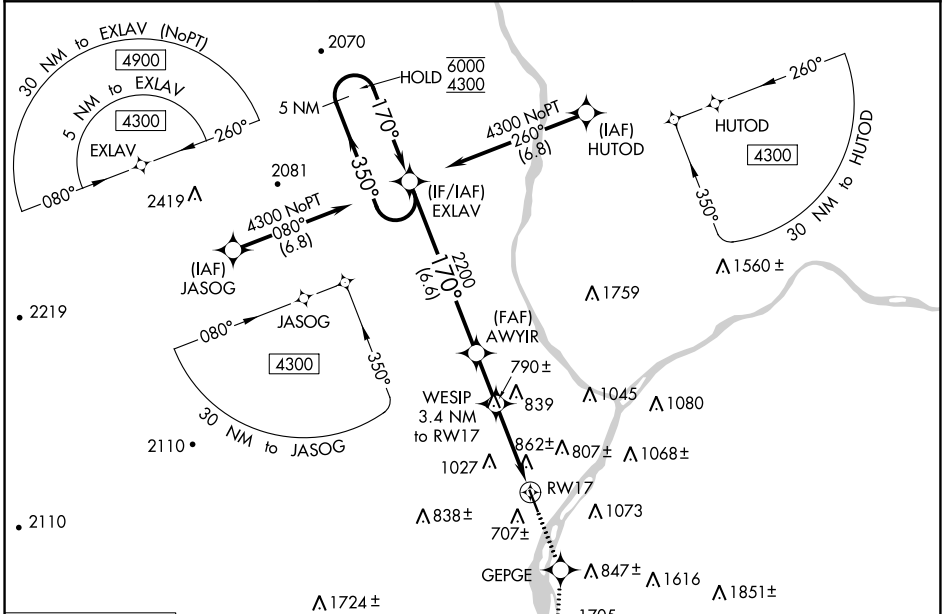 30 NM to EXLAV (NoPT)
4900
5 NM to EXLAV
4300
EXLAV
080°
260°
2070
HOLD 6000
4300
5 NM
170°
350°
4300 NoPT
260°
(6.8)
(IAF)
HUTOD
260°
HUTOD
4300
350°
30 NM to HUTOD
2419
2081
(IF/IAF)
EXLAV
4300 NoPT
080°
(6.8)
(IAF)
JASOG
2200
170°
(6.6)
1560 ±
1759
2219
JASOG
080°
4300
350°
30 NM to JASOG
(FAF)
AWYIR
790 ±
WESIP
3.4 NM
to RW17
839
1045
1080
2110
862 ±
807 ±
1068 ±
1027
RW17
2110
838 ±
707 ±
1073
GEPGE
847 ±
1616
1851 ±
1724 ±